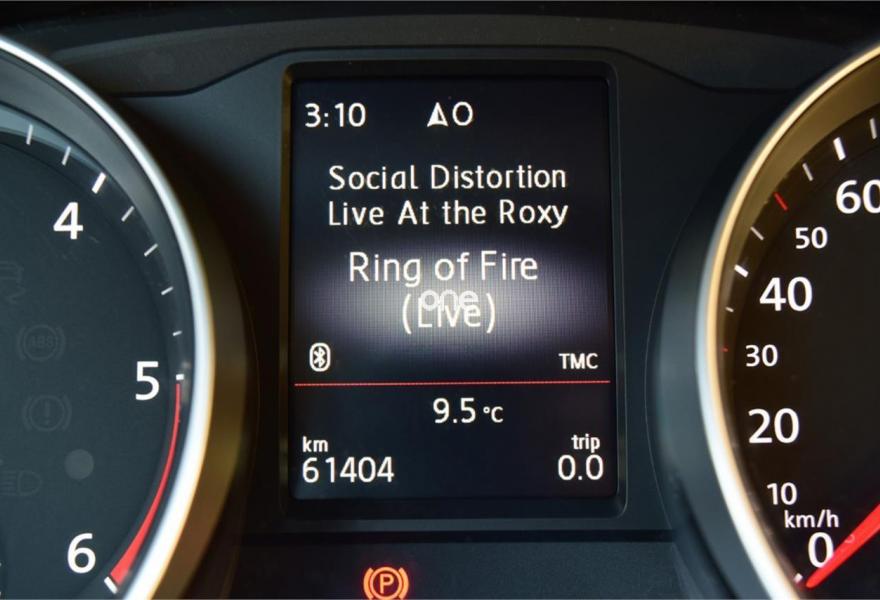 3:10 O
Social Distortion
Live At the Roxy
Ring of Fire
(Live)
one
TMC
9.5 °C
km
61404
trip
0.0
4
5
6
ABS
P
60
50
40
30
20
10
km/h
0